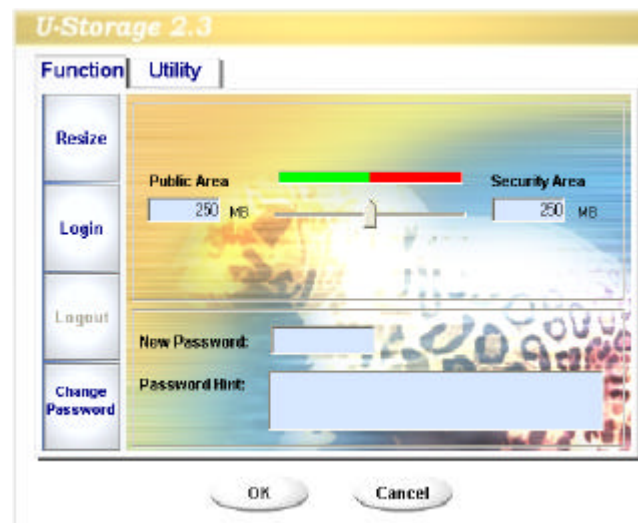 U-Storage 2.3
Function Utility
Resize
Public Area Security Area
250 MB 250 MB
Login
Logout
New Password:
Password Hint:
Change
Password
OK Cancel